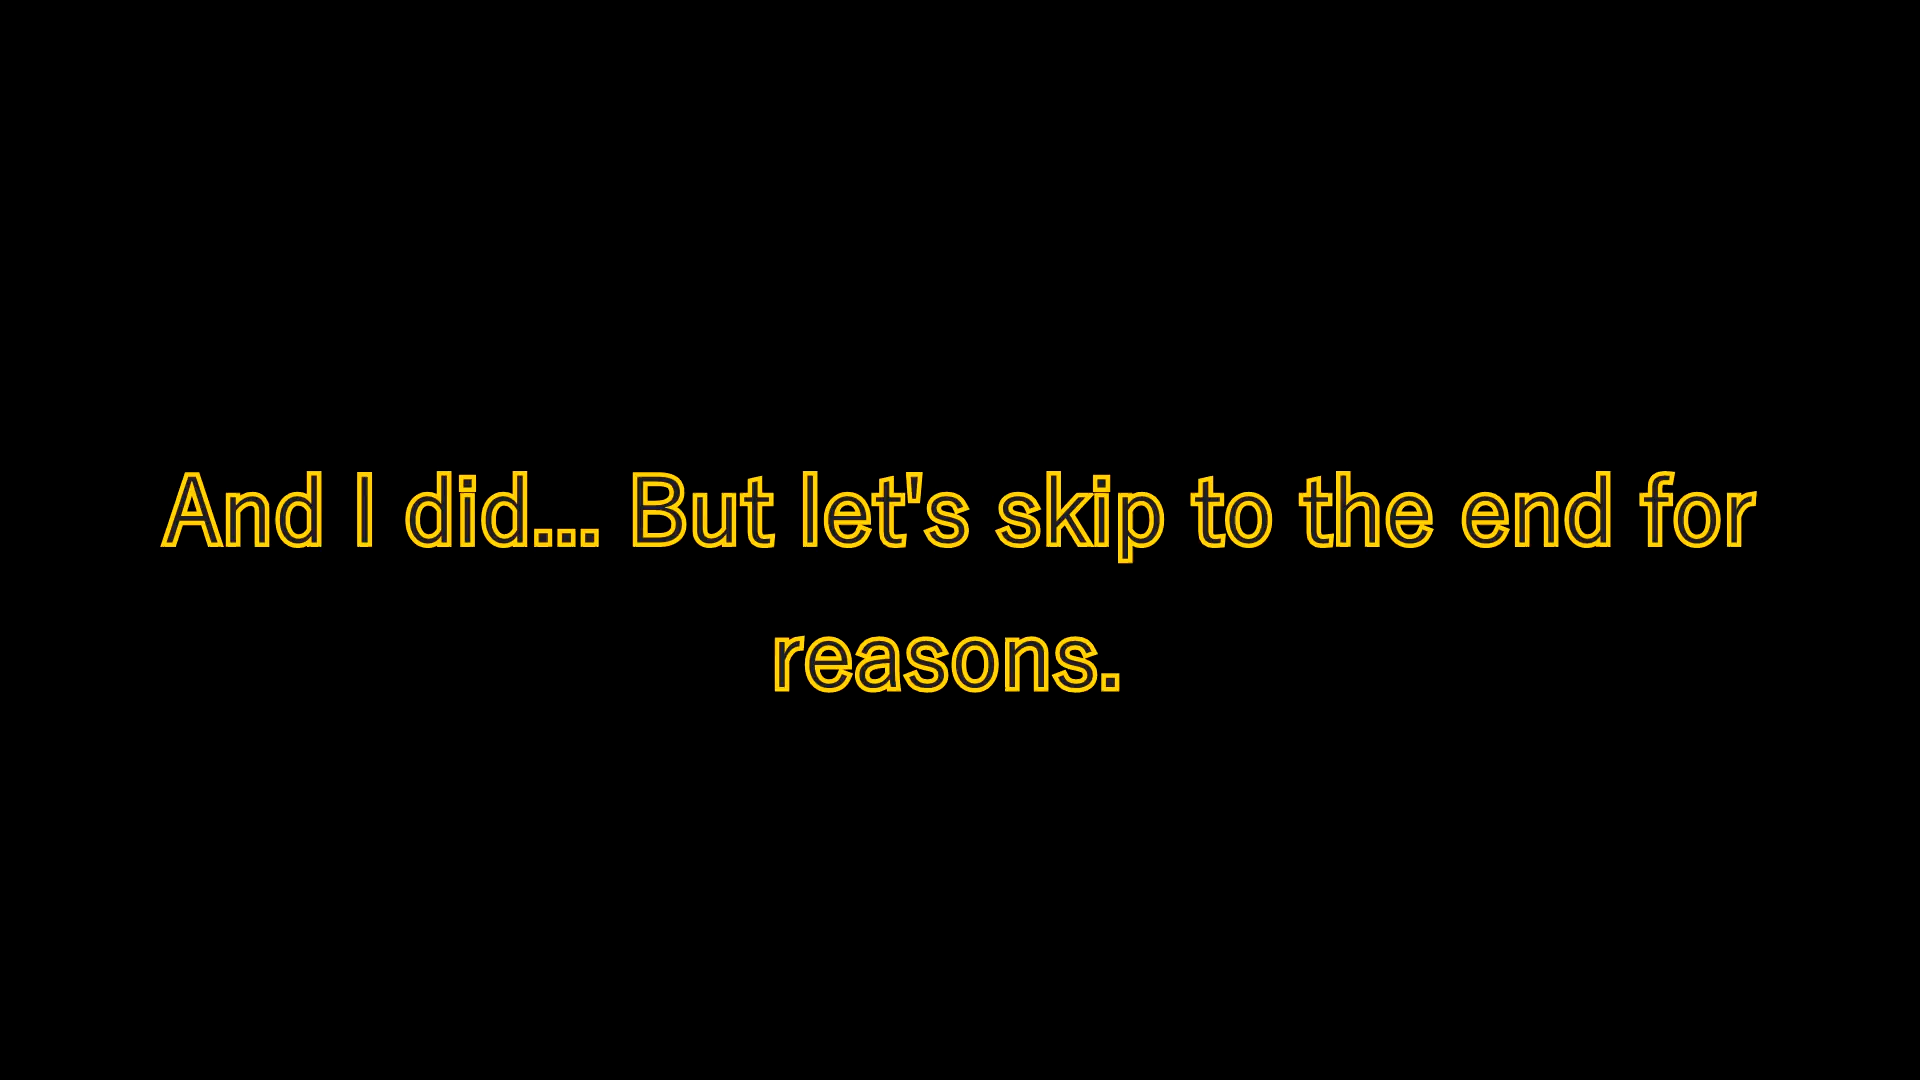 And I did... But let's skip to the end for
reasons.